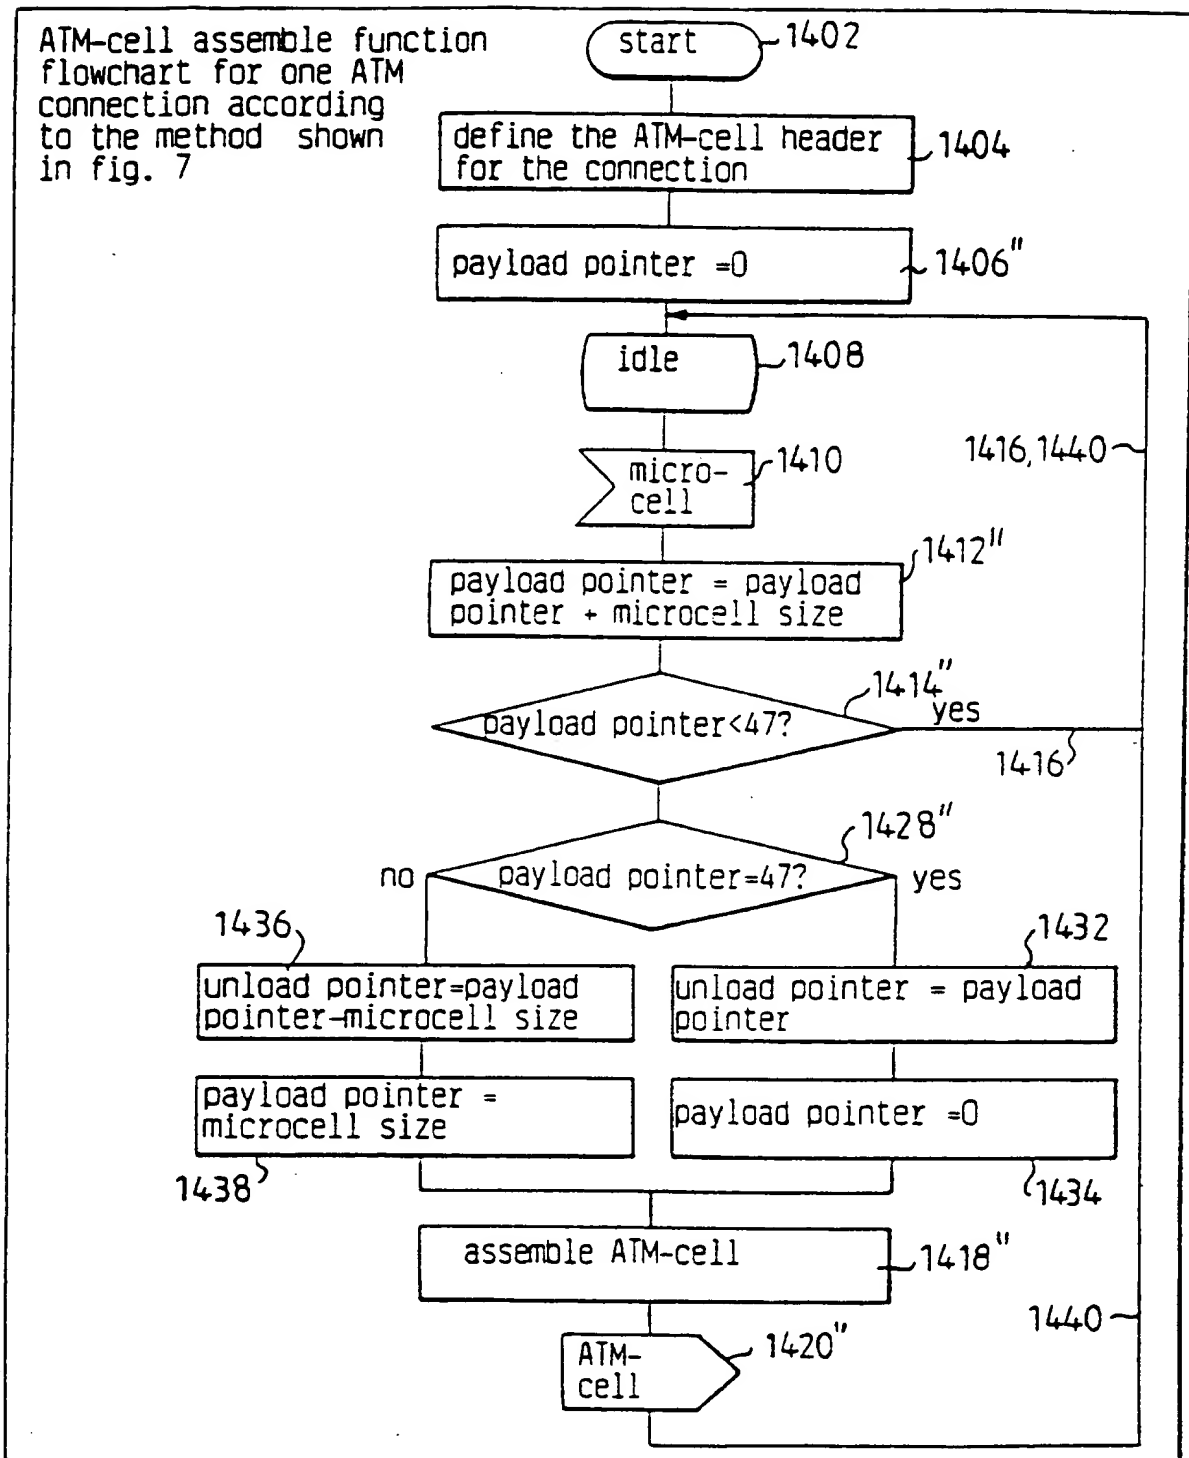 ATM-cell assemble function
flowchart for one ATM
connection according
to the method shown
in fig. 7
start
1402
define the ATM-cell header
for the connection
1404
payload pointer =0
1406"
idle
1408
1416,1440
micro-
cell
1410
payload pointer = payload
pointer + microcell size
1412"
payload pointer<47?
1414"
yes
1416
payload pointer=47?
1428"
no
yes
1436
1432
unload pointer=payload
pointer-microcell size
unload pointer = payload
pointer
payload pointer =
microcell size
payload pointer =0
1438
1434
assemble ATM-cell
1418"
1440
ATM-
cell
1420"